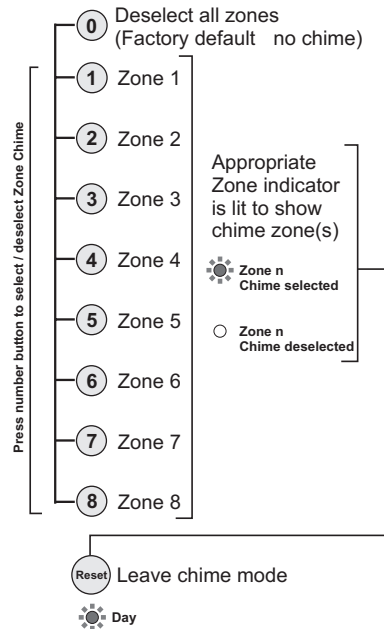 0 Deselect all zones
(Factory default no chime)
Press number button to select / deselect Zone Chime
1 Zone 1
2 Zone 2
3 Zone 3
4 Zone 4
5 Zone 5
6 Zone 6
7 Zone 7
8 Zone 8
Appropriate
Zone indicator
is lit to show
chime zone(s)
Zone n
Chime selected
Zone n
Chime deselected
Reset Leave chime mode
Day